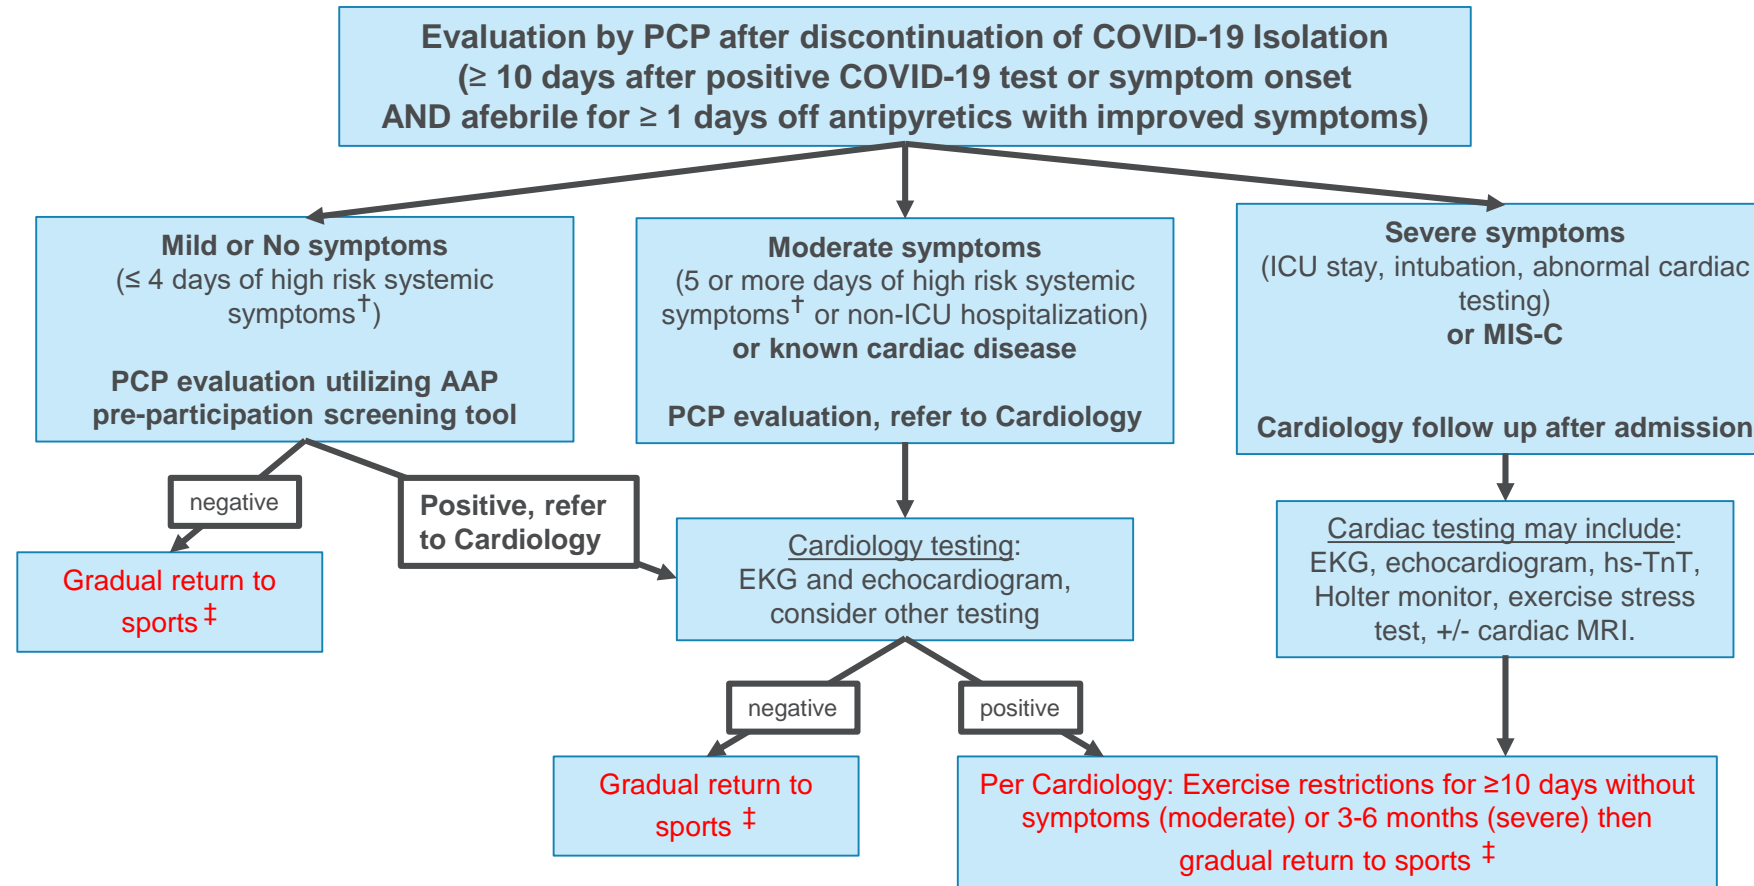 Evaluation by PCP after discontinuation of COVID-19 Isolation
(≥ 10 days after positive COVID-19 test or symptom onset
AND afebrile for ≥ 1 days off antipyretics with improved symptoms)
Mild or No symptoms
(≤ 4 days of high risk systemic
symptoms†)
PCP evaluation utilizing AAP
pre-participation screening tool
Moderate symptoms
(5 or more days of high risk systemic
symptoms† or non-ICU hospitalization)
or known cardiac disease
PCP evaluation, refer to Cardiology
Severe symptoms
(ICU stay, intubation, abnormal cardiac
testing)
or MIS-C
Cardiology follow up after admission
negative
Positive, refer
to Cardiology
Gradual return to
sports ‡
Cardiology testing:
EKG and echocardiogram,
consider other testing
Cardiac testing may include:
EKG, echocardiogram, hs-TnT,
Holter monitor, exercise stress
test, +/- cardiac MRI.
negative
positive
Gradual return to
sports ‡
Per Cardiology: Exercise restrictions for ≥10 days without
symptoms (moderate) or 3-6 months (severe) then
gradual return to sports ‡